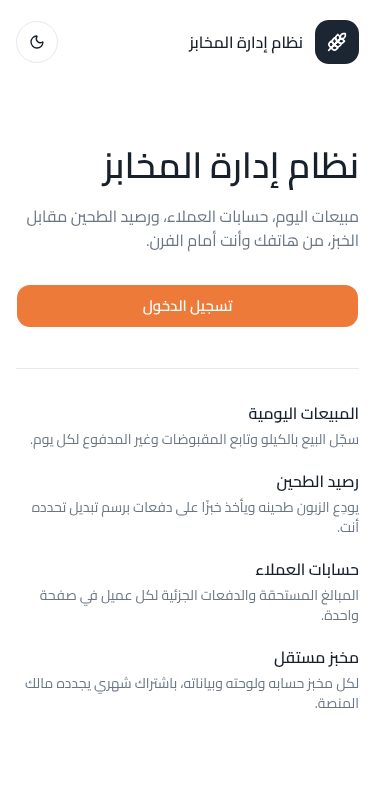 نظام إدارة المخابز
نظام إدارة المخابز
مبيعات اليوم، حسابات العملاء، ورصيد الطحين مقابل
الخبز، من هاتفك وأنت أمام الفرن.
تسجيل الدخول
المبيعات اليومية
سجّل البيع بالكيلو وتابع المقبوضات وغير المدفوع لكل يوم.
رصيد الطحين
يودِع الزبون طحينه ويأخذ خبزًا على دفعات برسم تبديل تحدده
أنت.
حسابات العملاء
المبالغ المستحقة والدفعات الجزئية لكل عميل في صفحة
واحدة.
مخبز مستقل
لكل مخبز حسابه ولوحته وبياناته، باشتراك شهري يجدده مالك
المنصة.